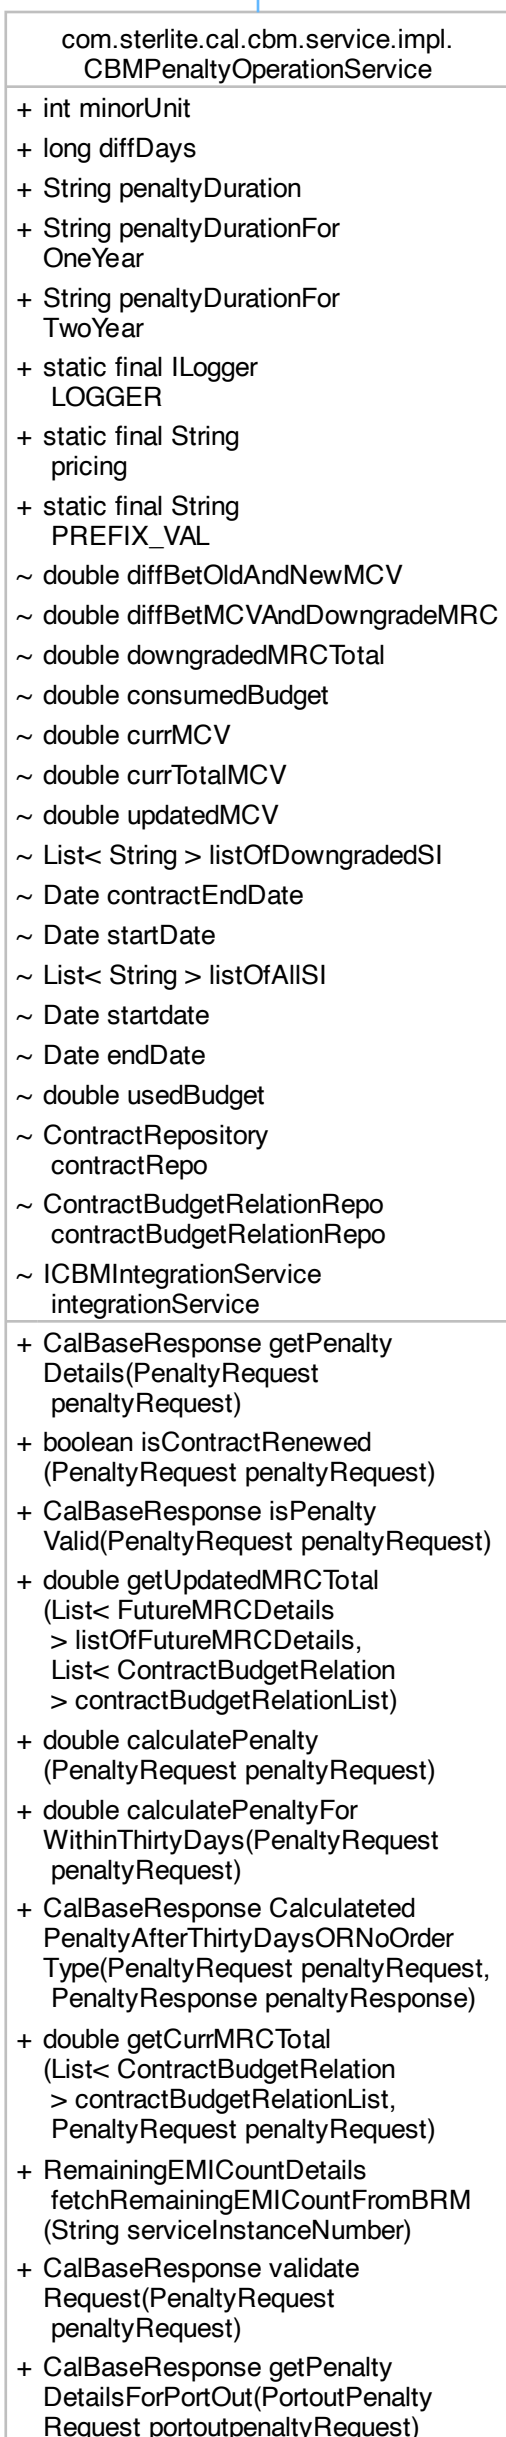 com.sterlite.cal.cbm.service.impl.
CBMPenaltyOperationService
+ int minorUnit
+ long diffDays
+ String penaltyDuration
+ String penaltyDurationFor
OneYear
+ String penaltyDurationFor
TwoYear
+ static final ILogger
LOGGER
+ static final String
pricing
+ static final String
PREFIX_VAL
~ double diffBetOldAndNewMCV
~ double diffBetMCVAndDowngradeMRC
~ double downgradedMRCTotal
~ double consumedBudget
~ double currMCV
~ double currTotalMCV
~ double updatedMCV
~ List< String > listOfDowngradedSI
~ Date contractEndDate
~ Date startDate
~ List< String > listOfAllSI
~ Date startdate
~ Date endDate
~ double usedBudget
~ ContractRepository
contractRepo
~ ContractBudgetRelationRepo
contractBudgetRelationRepo
~ ICBMIntegrationService
integrationService
+ CalBaseResponse getPenalty
Details(PenaltyRequest
penaltyRequest)
+ boolean isContractRenewed
(PenaltyRequest penaltyRequest)
+ CalBaseResponse isPenalty
Valid(PenaltyRequest penaltyRequest)
+ double getUpdatedMRCTotal
(List< FutureMRCDetails
> listOfFutureMRCDetails,
List< ContractBudgetRelation
> contractBudgetRelationList)
+ double calculatePenalty
(PenaltyRequest penaltyRequest)
+ double calculatePenaltyFor
WithinThirtyDays(PenaltyRequest
penaltyRequest)
+ CalBaseResponse Calculateted
PenaltyAfterThirtyDaysORNoOrder
Type(PenaltyRequest penaltyRequest,
PenaltyResponse penaltyResponse)
+ double getCurrMRCTotal
(List< ContractBudgetRelation
> contractBudgetRelationList,
PenaltyRequest penaltyRequest)
+ RemainingEMICountDetails
fetchRemainingEMICountFromBRM
(String serviceInstanceNumber)
+ CalBaseResponse validate
Request(PenaltyRequest
penaltyRequest)
+ CalBaseResponse getPenalty
DetailsForPortOut(PortoutPenalty
Request portoutpenaltyRequest)